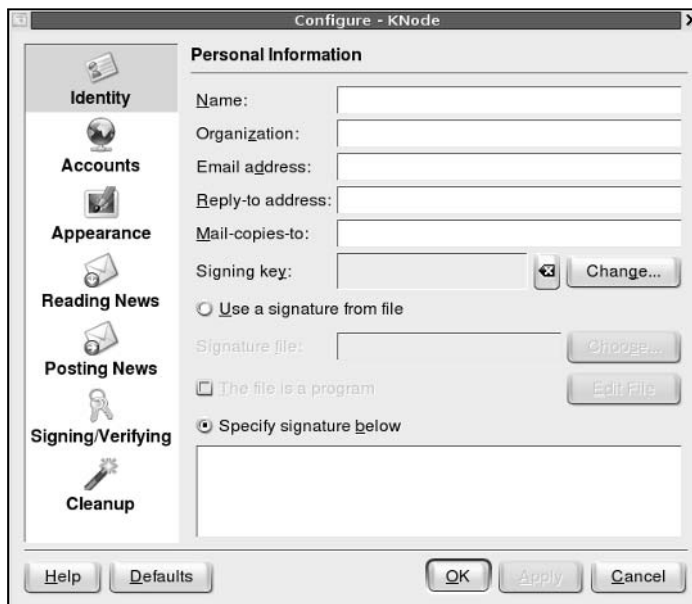 Configure - KNode
Identity
Accounts
Appearance
Reading News
Posting News
Signing/Verifying
Cleanup
Personal Information
Name:
Organization:
Email address:
Reply-to address:
Mail-copies-to:
Signing key: Change...
Use a signature from file
Signature file: Choose...
The file is a program Edit File
Specify signature below
Help Defaults OK Apply Cancel